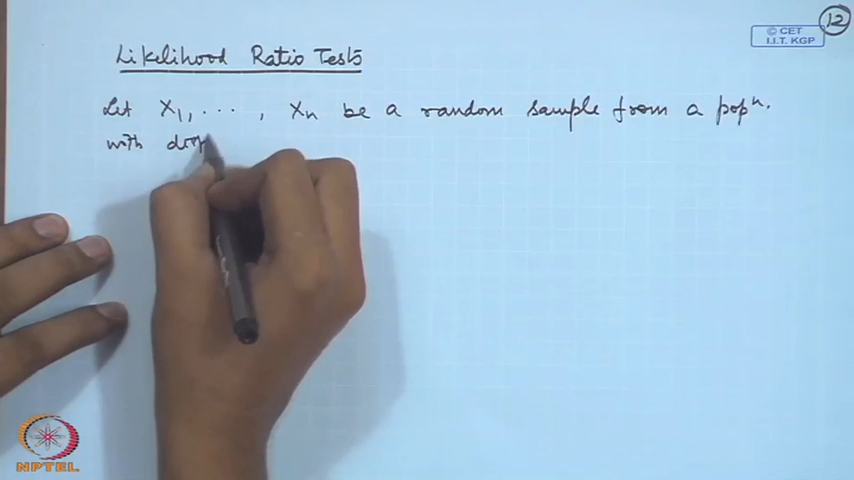 12
© CET
I.I.T. KGP
Likelihood Ratio Tests
Let X₁, ... , Xₙ be a random sample from a popⁿ.
with
NPTEL